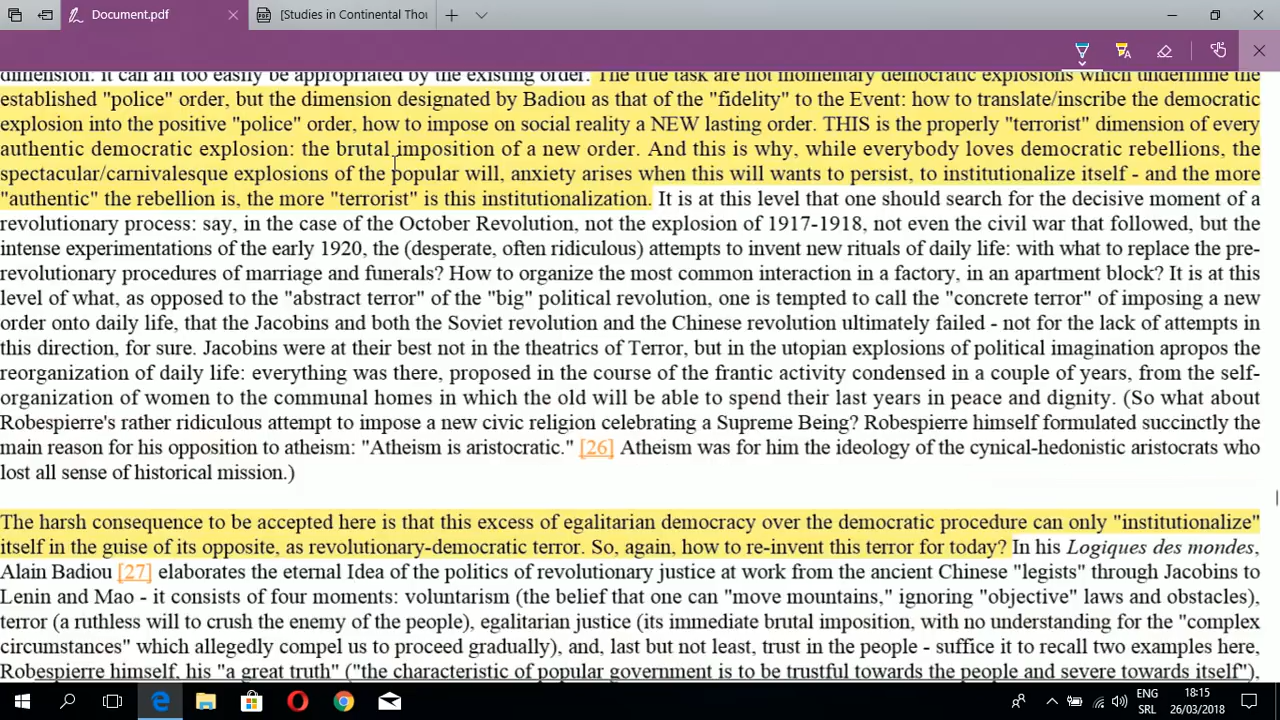 Document.pdf
[Studies in Continental Thou
dimension: it can all too easily be appropriated by the existing order. The true task are not momentary democratic explosions which undermine the
established "police" order, but the dimension designated by Badiou as that of the "fidelity" to the Event: how to translate/inscribe the democratic
explosion into the positive "police" order, how to impose on social reality a NEW lasting order. THIS is the properly "terrorist" dimension of every
authentic democratic explosion: the brutal imposition of a new order. And this is why, while everybody loves democratic rebellions, the
spectacular/carnivalesque explosions of the popular will, anxiety arises when this will wants to persist, to institutionalize itself - and the more
"authentic" the rebellion is, the more "terrorist" is this institutionalization. It is at this level that one should search for the decisive moment of a
revolutionary process: say, in the case of the October Revolution, not the explosion of 1917-1918, not even the civil war that followed, but the
intense experimentations of the early 1920, the (desperate, often ridiculous) attempts to invent new rituals of daily life: with what to replace the pre-
revolutionary procedures of marriage and funerals? How to organize the most common interaction in a factory, in an apartment block? It is at this
level of what, as opposed to the "abstract terror" of the "big" political revolution, one is tempted to call the "concrete terror" of imposing a new
order onto daily life, that the Jacobins and both the Soviet revolution and the Chinese revolution ultimately failed - not for the lack of attempts in
this direction, for sure. Jacobins were at their best not in the theatrics of Terror, but in the utopian explosions of political imagination apropos the
reorganization of daily life: everything was there, proposed in the course of the frantic activity condensed in a couple of years, from the self-
organization of women to the communal homes in which the old will be able to spend their last years in peace and dignity. (So what about
Robespierre's rather ridiculous attempt to impose a new civic religion celebrating a Supreme Being? Robespierre himself formulated succinctly the
main reason for his opposition to atheism: "Atheism is aristocratic." [26] Atheism was for him the ideology of the cynical-hedonistic aristocrats who
lost all sense of historical mission.)
The harsh consequence to be accepted here is that this excess of egalitarian democracy over the democratic procedure can only "institutionalize"
itself in the guise of its opposite, as revolutionary-democratic terror. So, again, how to re-invent this terror for today? In his Logiques des mondes,
Alain Badiou [27] elaborates the eternal Idea of the politics of revolutionary justice at work from the ancient Chinese "legists" through Jacobins to
Lenin and Mao - it consists of four moments: voluntarism (the belief that one can "move mountains," ignoring "objective" laws and obstacles),
terror (a ruthless will to crush the enemy of the people), egalitarian justice (its immediate brutal imposition, with no understanding for the "complex
circumstances" which allegedly compel us to proceed gradually), and, last but not least, trust in the people - suffice it to recall two examples here,
Robespierre himself, his "a great truth" ("the characteristic of popular government is to be trustful towards the people and severe towards itself"),
ENG
SRL
18:15
26/03/2018